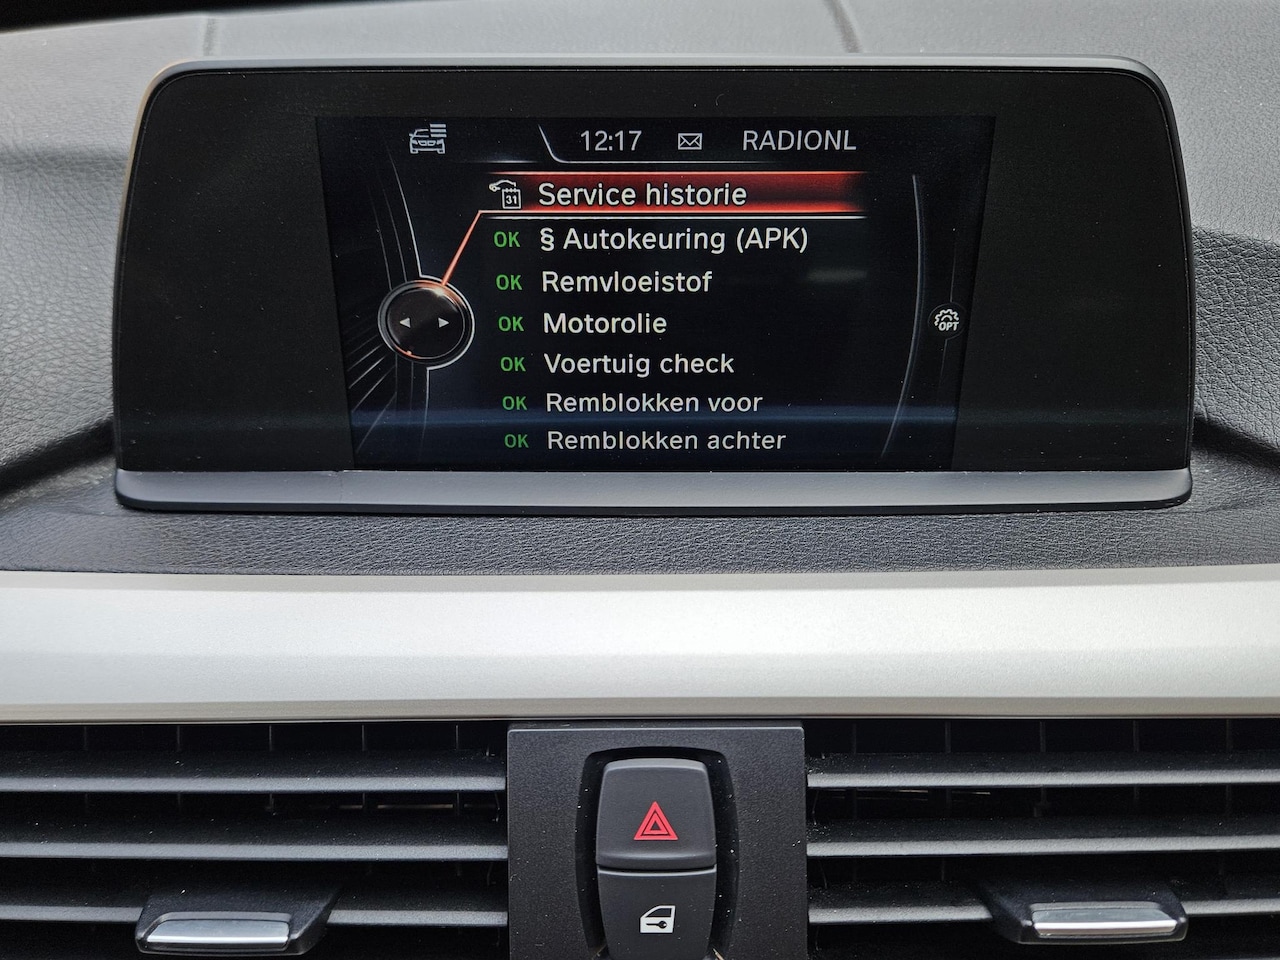 12:17 RADIONL
31 Service historie
OK § Autokeuring (APK)
OK Remvloeistof
OK Motorolie
OK Voertuig check
OK Remblokken voor
OK Remblokken achter
OPT